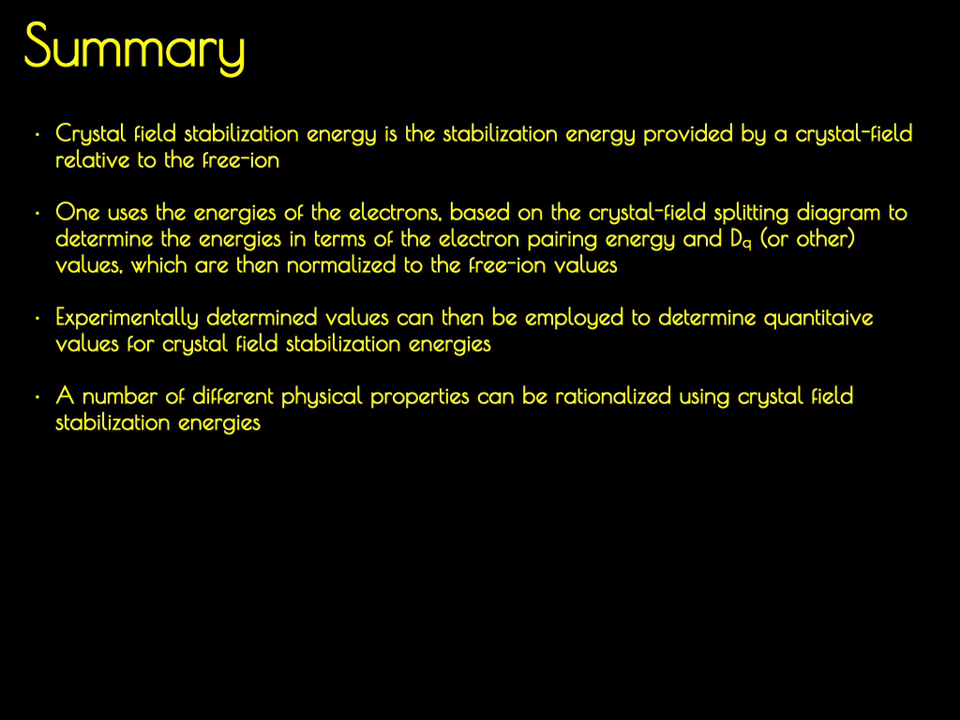 Summary
• Crystal field stabilization energy is the stabilization energy provided by a crystal-field
relative to the free-ion
• One uses the energies of the electrons, based on the crystal-field splitting diagram to
determine the energies in terms of the electron pairing energy and Dq (or other)
values, which are then normalized to the free-ion values
• Experimentally determined values can then be employed to determine quantitaive
values for crystal field stabilization energies
• A number of different physical properties can be rationalized using crystal field
stabilization energies